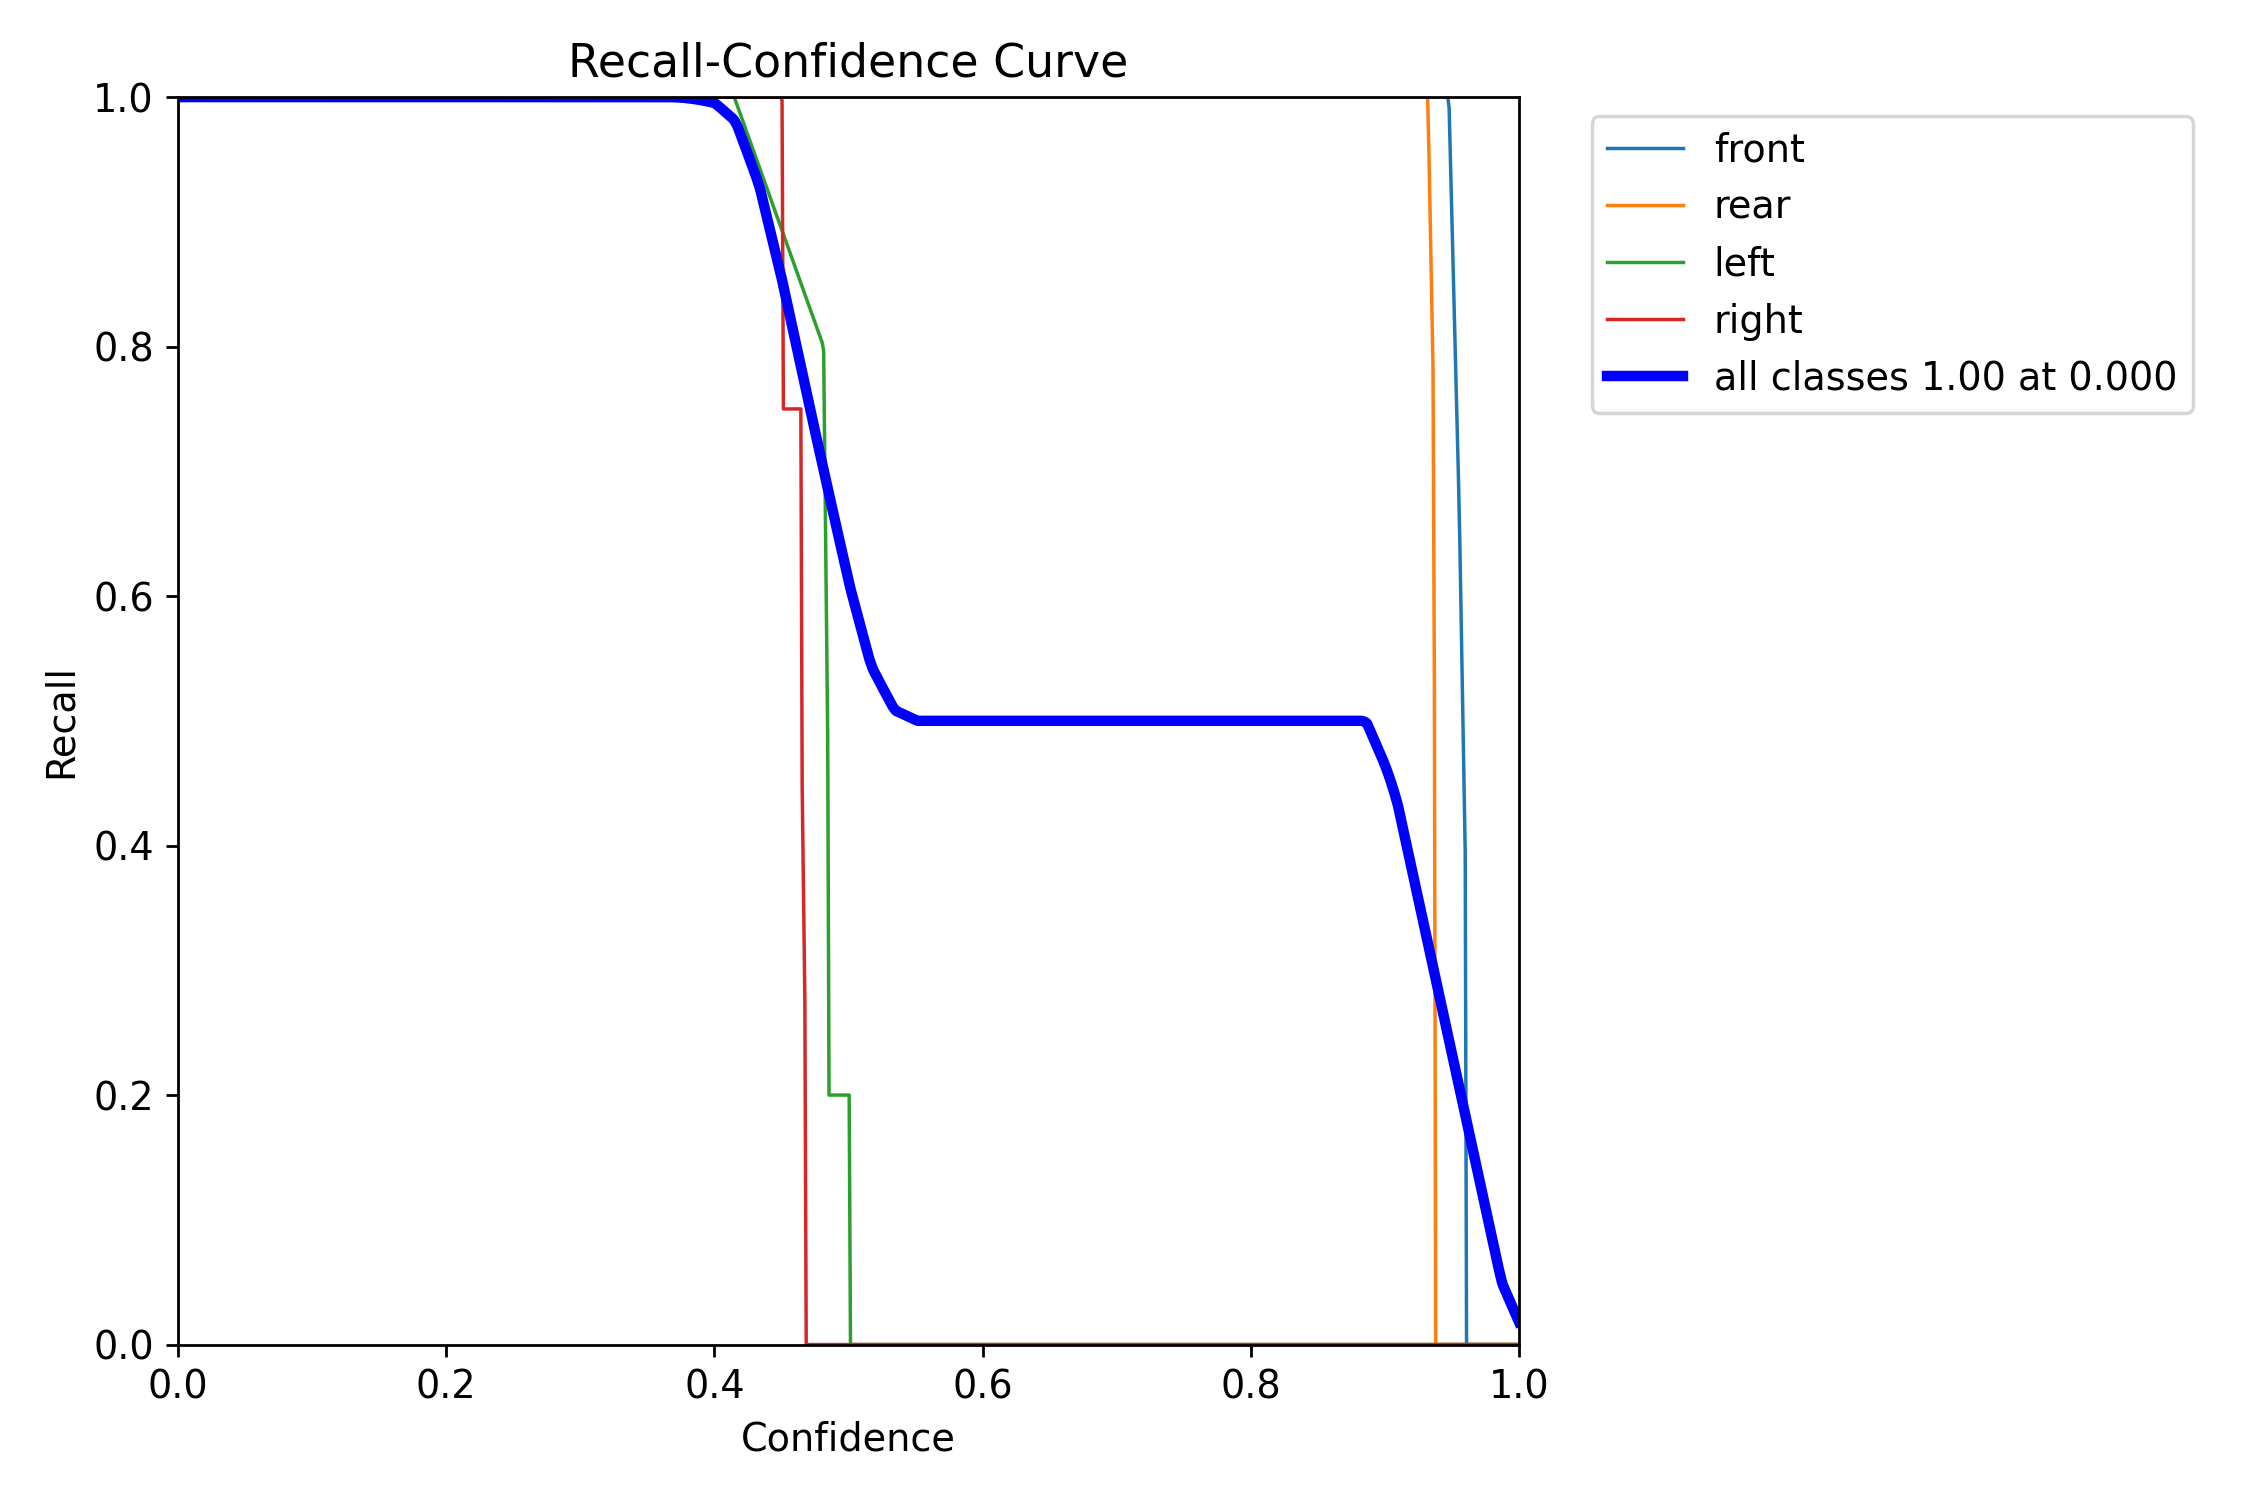 Recall-Confidence Curve
1.0
0.8
0.6
0.4
0.2
0.0
Recall
0.0 0.2 0.4 0.6 0.8 1.0
Confidence
front
rear
left
right
all classes 1.00 at 0.000